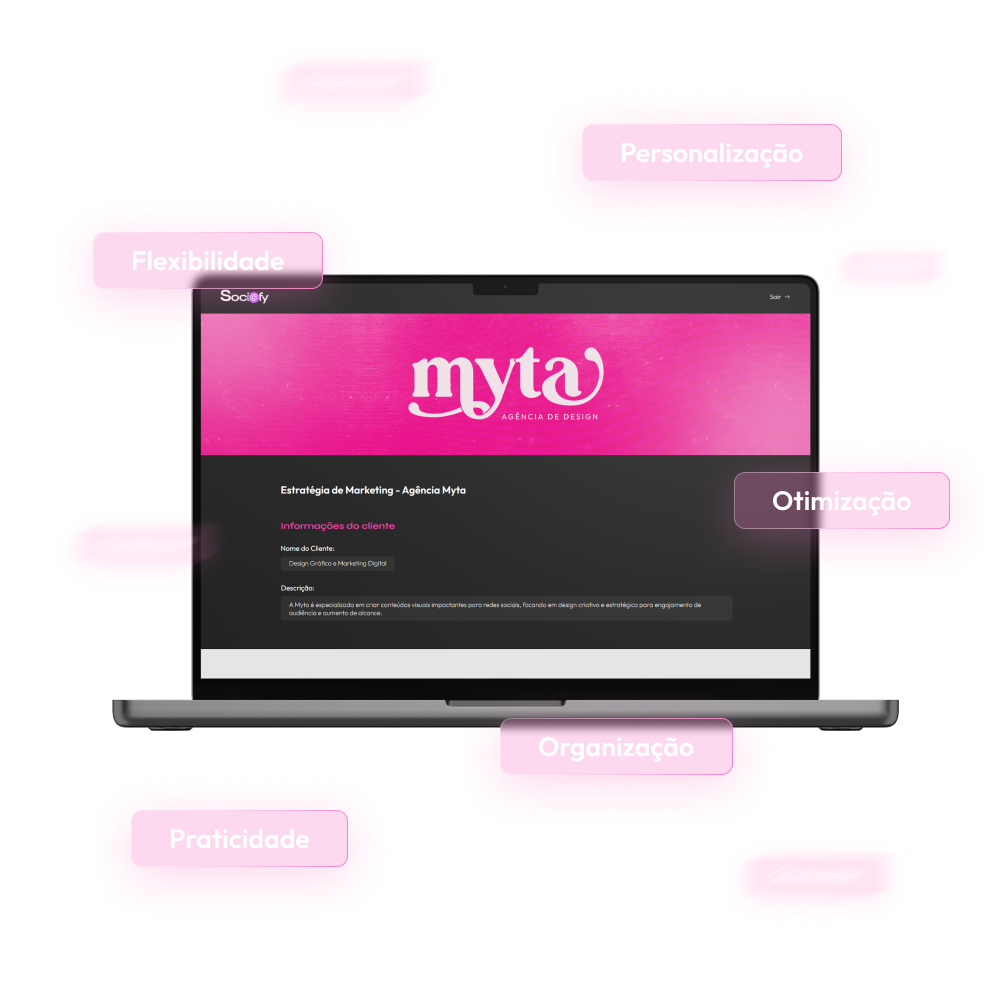 Personalização
Flexibilidade
Sociofy
Sair →
myta
AGÊNCIA DE DESIGN
Estratégia de Marketing - Agência Myta
Otimização
Informações do cliente
Nome do Cliente:
Design Gráfico e Marketing Digital
Descrição:
A Myta é especializada em criar conteúdos visuais impactantes para redes sociais, focando em design criativo e estratégico para engajamento de
audiência e aumento de alcance.
Organização
Praticidade